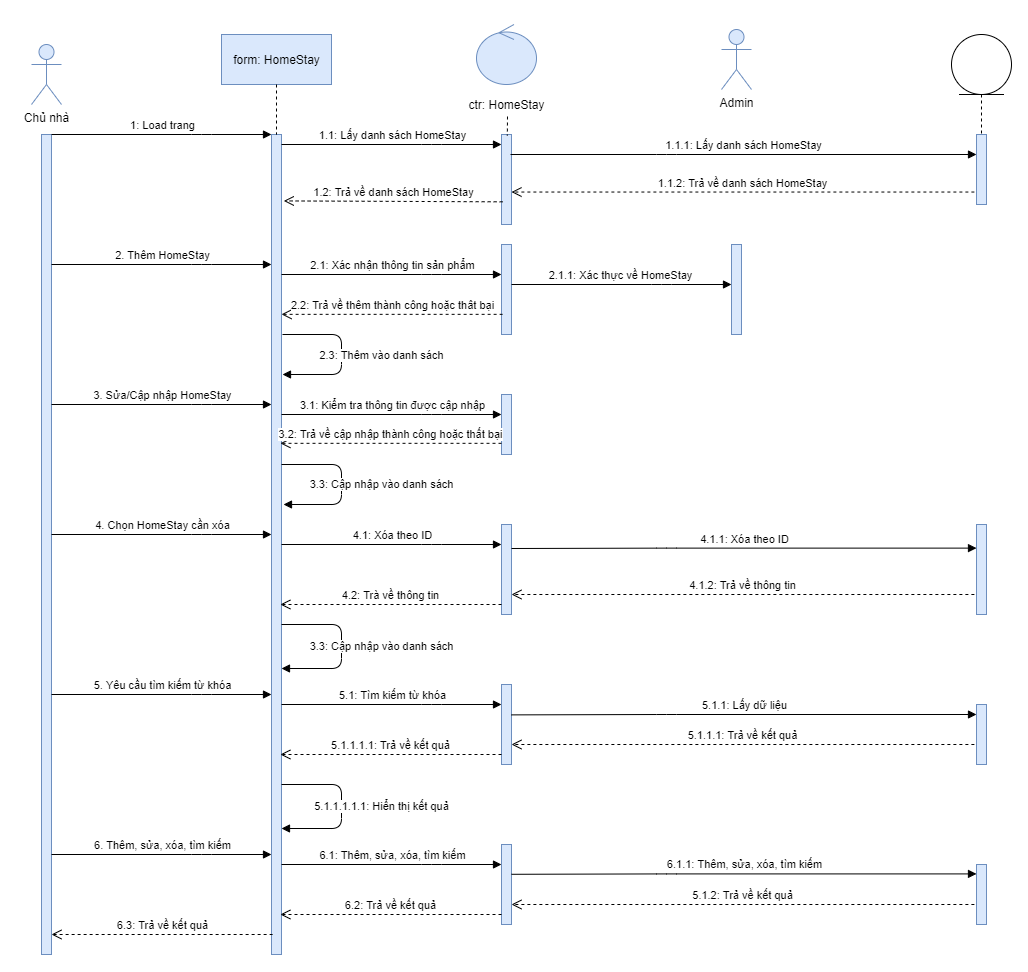 form: HomeStay
ctr: HomeStay
Admin
Chủ nhà
1: Load trang
1.1: Lấy danh sách HomeStay
1.1.1: Lấy danh sách HomeStay
1.1.2: Trả về danh sách HomeStay
1.2: Trả về danh sách HomeStay
2. Thêm HomeStay
2.1: Xác nhận thông tin sản phẩm
2.1.1: Xác thực về HomeStay
2.2: Trả về thêm thành công hoặc thất bại
2.3: Thêm vào danh sách
3. Sửa/Cập nhập HomeStay
3.1: Kiểm tra thông tin được cập nhập
3.2: Trả về cập nhập thành công hoặc thất bại
3.3: Cập nhập vào danh sách
4. Chọn HomeStay cần xóa
4.1: Xóa theo ID
4.1.1: Xóa theo ID
4.1.2: Trả về thông tin
4.2: Trà về thông tin
3.3: Cập nhập vào danh sách
5. Yêu cầu tìm kiếm từ khóa
5.1: Tìm kiếm từ khóa
5.1.1: Lấy dữ liệu
5.1.1.1: Trả về kết quả
5.1.1.1.1: Trả về kết quả
5.1.1.1.1.1: Hiển thị kết quả
6. Thêm, sửa, xóa, tìm kiếm
6.1: Thêm, sửa, xóa, tìm kiếm
6.1.1: Thêm, sửa, xóa, tìm kiếm
5.1.2: Trả về kết quả
6.2: Trả về kết quả
6.3: Trả về kết quả